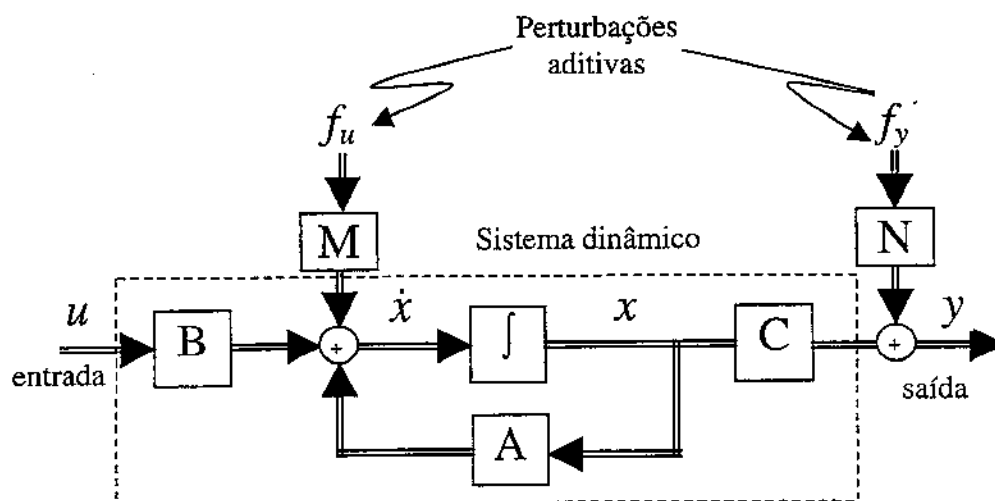 Perturbações
aditivas
f_u
f_y
M
N
Sistema dinâmico
u
entrada
B
+
ẋ
∫
x
C
+
y
saída
A